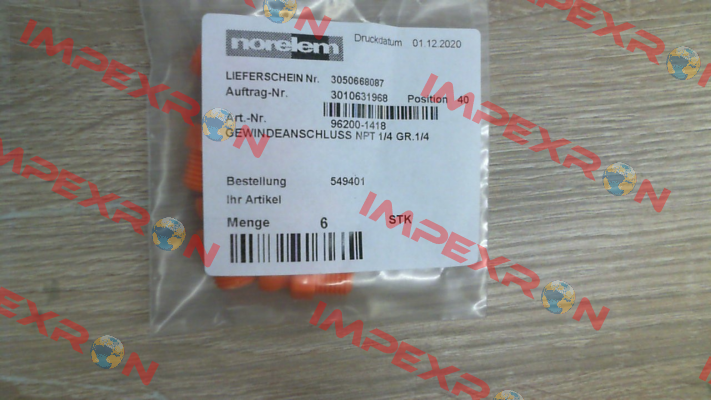 norelem
Druckdatum 01.12.2020
LIEFERSCHEIN Nr. 3050668087
Auftrag-Nr. 3010631968 Position 40
Art.-Nr. 96200-1418
GEWINDEANSCHLUSS NPT 1/4 GR.1/4
Bestellung 549401
Ihr Artikel
Menge 6 STK
IMPEXRON
IMPEXRON
IMPEXRON
IMPEXRON
IMPEXRON
IMPEXRON